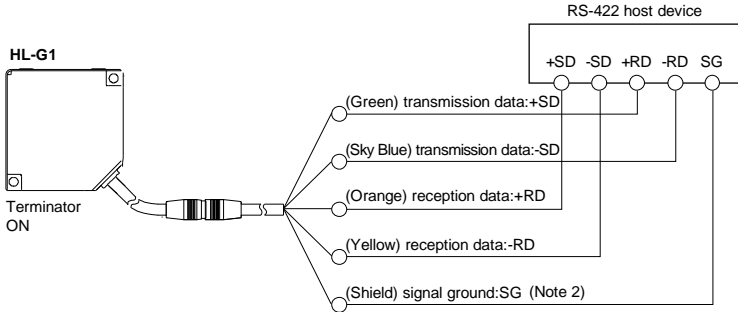 RS-422 host device
HL-G1
+SD -SD +RD -RD SG
(Green) transmission data:+SD
(Sky Blue) transmission data:-SD
(Orange) reception data:+RD
Terminator
ON
(Yellow) reception data:-RD
(Shield) signal ground:SG (Note 2)